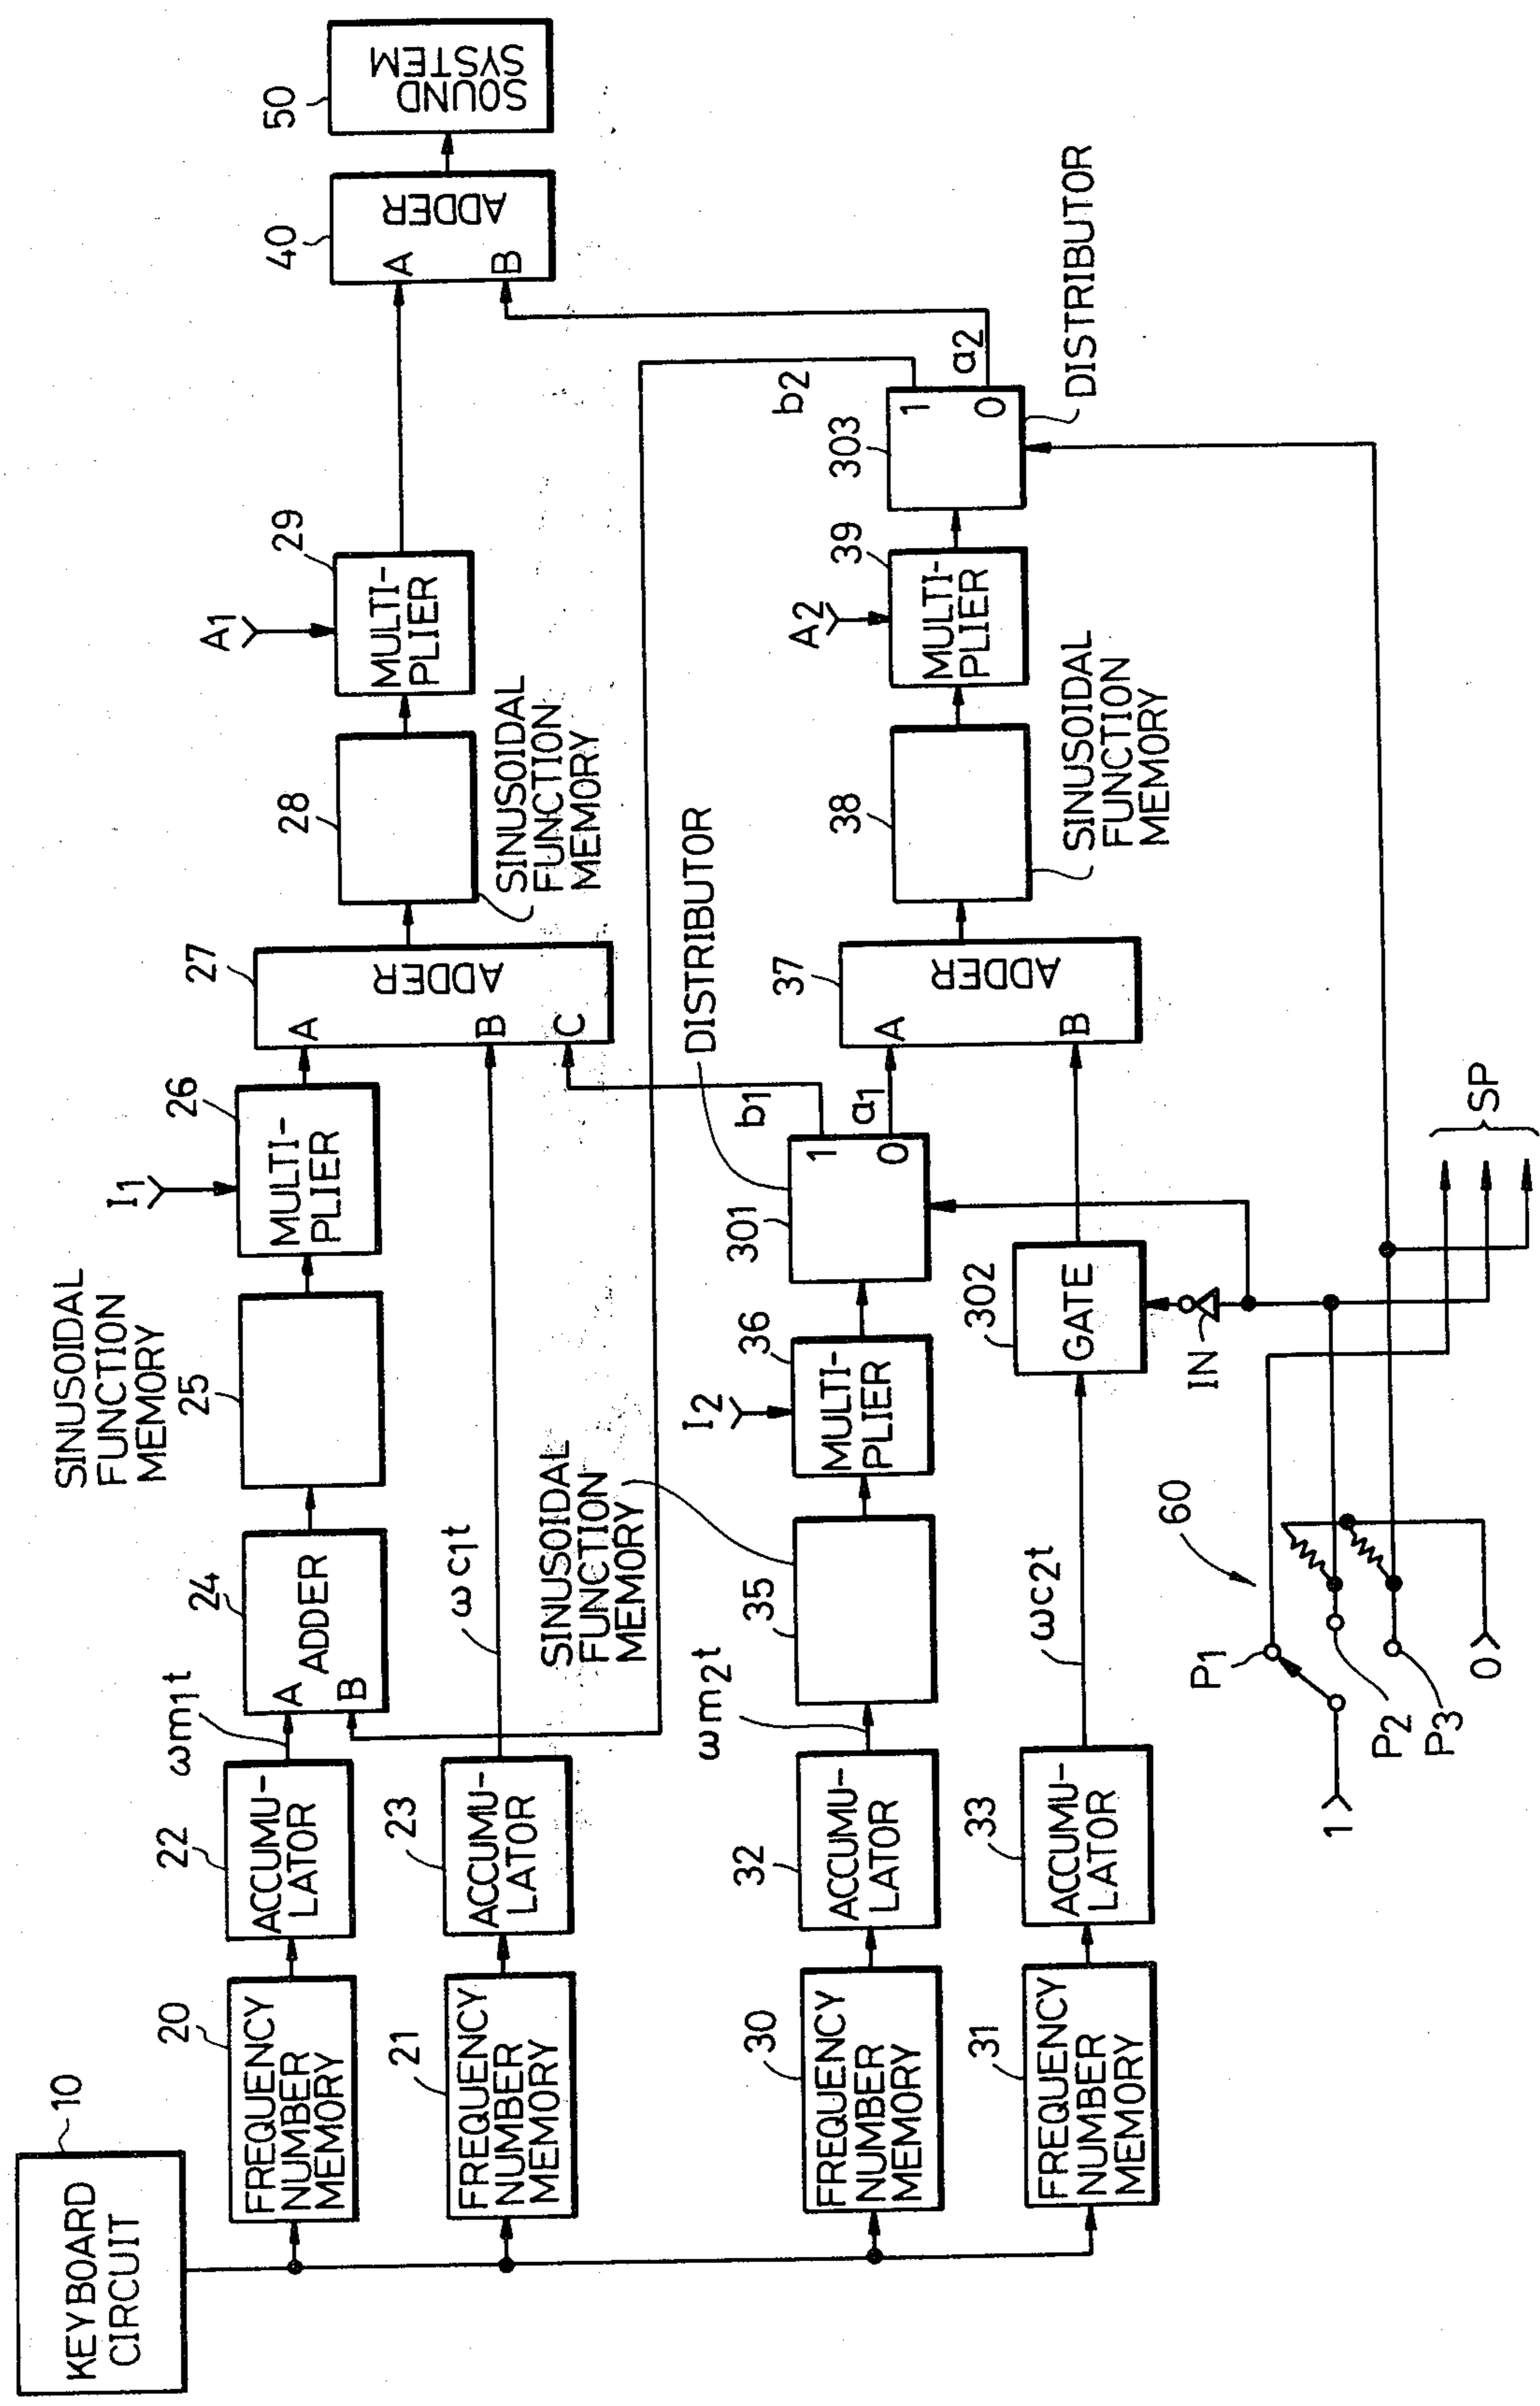 KEYBOARD
CIRCUIT
10
20
FREQUENCY
NUMBER
MEMORY
22
ACCUMU-
LATOR
ωm1t
24
A
ADDER
B
SINUSOIDAL
FUNCTION
MEMORY
25
I1
26
MULTI-
PLIER
27
A
B
C
ADDER
28
SINUSOIDAL
FUNCTION
MEMORY
A1
29
MULTI-
PLIER
40
A
B
ADDER
50
SOUND
SYSTEM
21
FREQUENCY
NUMBER
MEMORY
23
ACCUMU-
LATOR
ωc1t
SINUSOIDAL
FUNCTION
MEMORY
30
FREQUENCY
NUMBER
MEMORY
32
ACCUMU-
LATOR
ωm2t
35
I2
36
MULTI-
PLIER
DISTRIBUTOR
301
1
0
b1
a1
37
A
B
ADDER
38
SINUSOIDAL
FUNCTION
MEMORY
A2
39
MULTI-
PLIER
303
1
0
b2
a2
DISTRIBUTOR
31
FREQUENCY
NUMBER
MEMORY
33
ACCUMU-
LATOR
ωc2t
302
GATE
IN
60
P1
P2
P3
1
0
SP